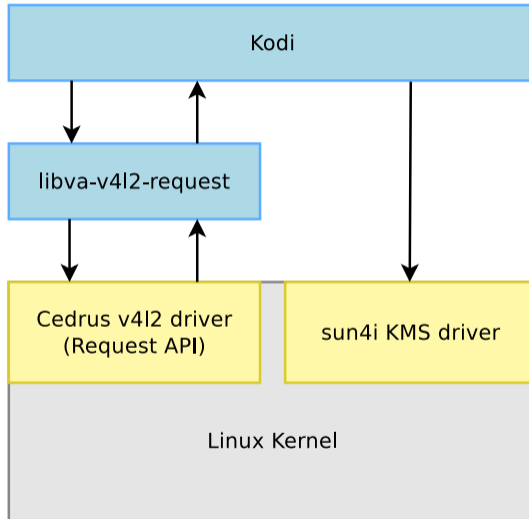 Kodi
libva-v4l2-request
Cedrus v4l2 driver
(Request API)
sun4i KMS driver
Linux Kernel